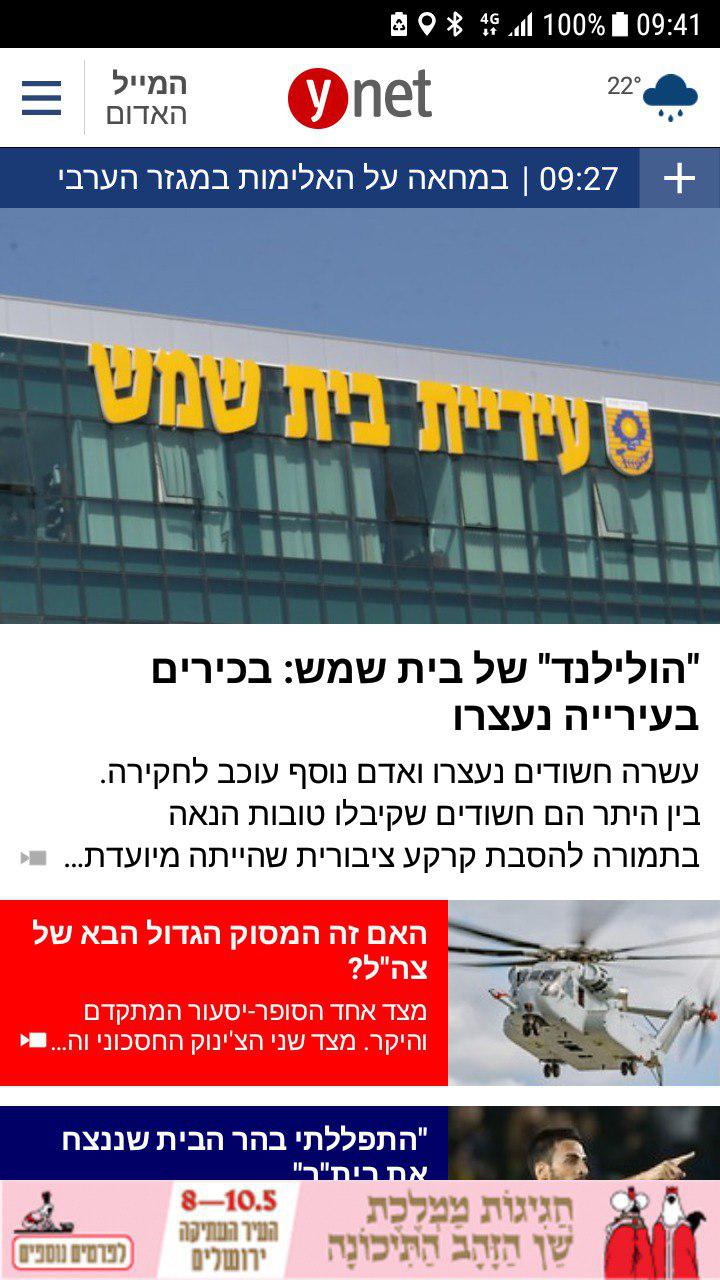 100% 09:41
4G
המייל
האדום
ynet
22°
09:27 | במחאה על האלימות במגזר הערבי
עיריית בית שמש
"הולילנד" של בית שמש: בכירים
בעירייה נעצרו
עשרה חשודים נעצרו ואדם נוסף עוכב לחקירה.
בין היתר הם חשודים שקיבלו טובות הנאה
בתמורה להסבת קרקע ציבורית שהייתה מיועדת...
האם זה המסוק הגדול הבא של
צה"ל?
מצד אחד הסופר-יסעור המתקדם
והיקר. מצד שני הצ'ינוק החסכוני וה...
"התפללתי בהר הבית שננצח
את בית"ר"
חגיגות ממלכת
שן הזהב התיכונה
8–10.5
העיר העתיקה
ירושלים
לפרטים נוספים